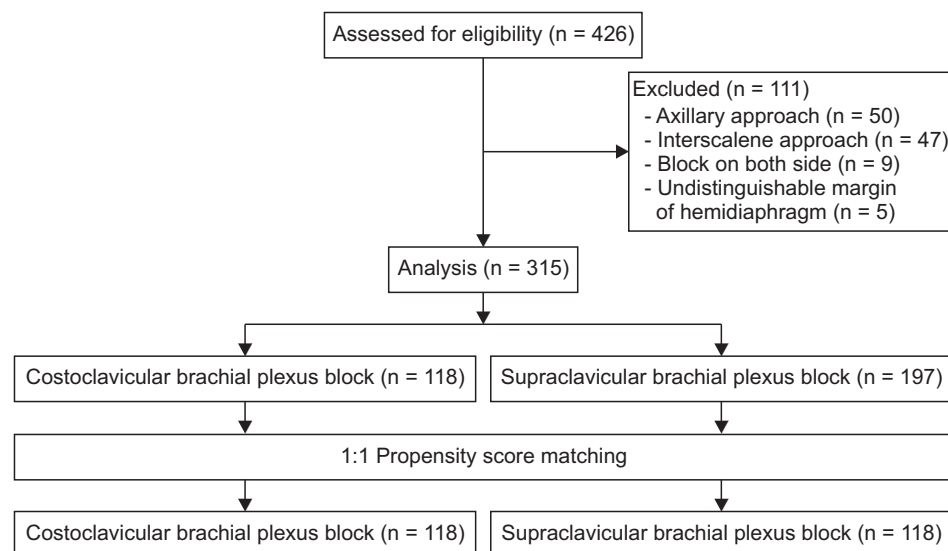 Assessed for eligibility (n = 426)
Excluded (n = 111)
- Axillary approach (n = 50)
- Interscalene approach (n = 47)
- Block on both side (n = 9)
- Undistinguishable margin
of hemidiaphragm (n = 5)
Analysis (n = 315)
Costoclavicular brachial plexus block (n = 118)
Supraclavicular brachial plexus block (n = 197)
1:1 Propensity score matching
Costoclavicular brachial plexus block (n = 118)
Supraclavicular brachial plexus block (n = 118)